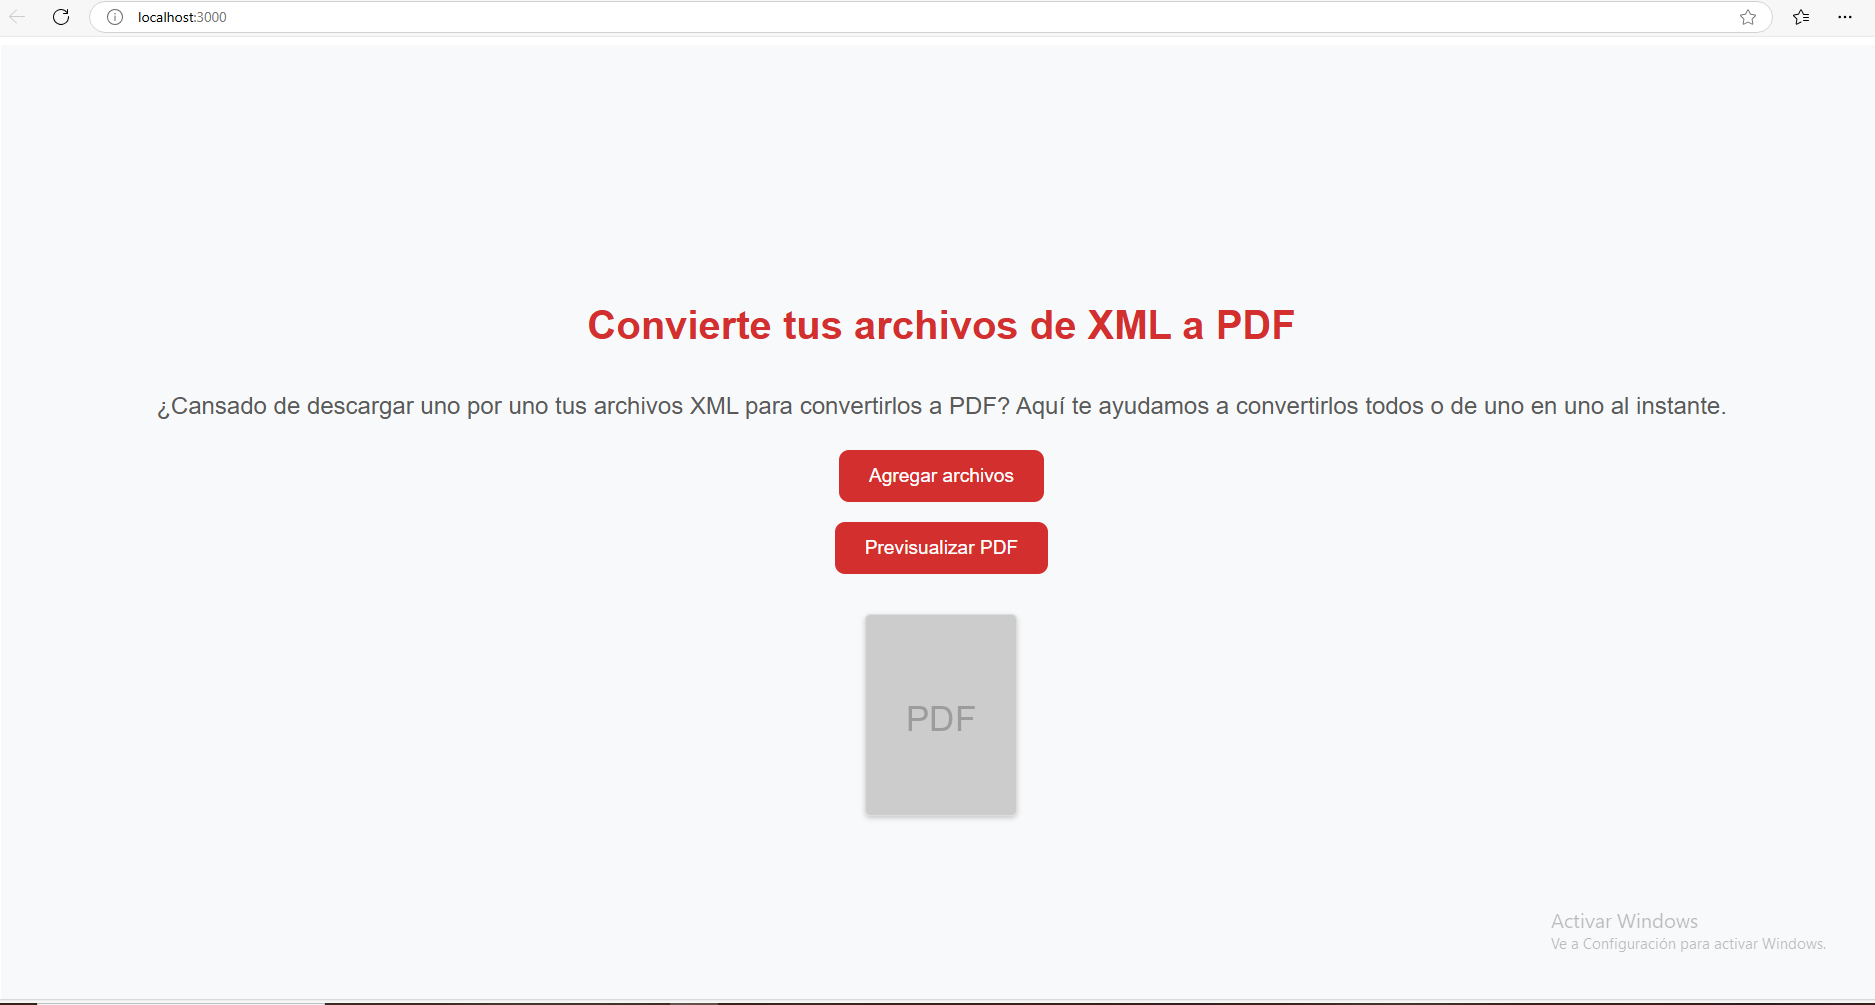 localhost:3000
Convierte tus archivos de XML a PDF
¿Cansado de descargar uno por uno tus archivos XML para convertirlos a PDF? Aquí te ayudamos a convertirlos todos o de uno en uno al instante.
Agregar archivos
Previsualizar PDF
PDF
Activar Windows
Ve a Configuración para activar Windows.